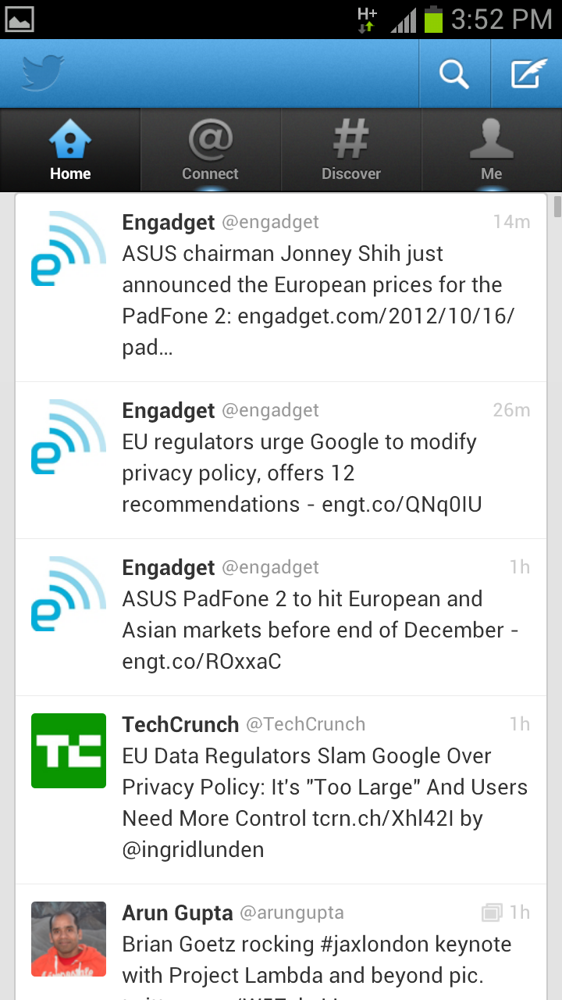 H+ 3:52 PM
Home Connect Discover Me
Engadget @engadget 14m
ASUS chairman Jonney Shih just
announced the European prices for the
PadFone 2: engadget.com/2012/10/16/
pad…
Engadget @engadget 26m
EU regulators urge Google to modify
privacy policy, offers 12
recommendations - engt.co/QNq0IU
Engadget @engadget 1h
ASUS PadFone 2 to hit European and
Asian markets before end of December -
engt.co/ROxxaC
TechCrunch @TechCrunch 1h
EU Data Regulators Slam Google Over
Privacy Policy: It's "Too Large" And Users
Need More Control tcrn.ch/Xhl42I by
@ingridlunden
Arun Gupta @arungupta 1h
Brian Goetz rocking #jaxlondon keynote
with Project Lambda and beyond pic.